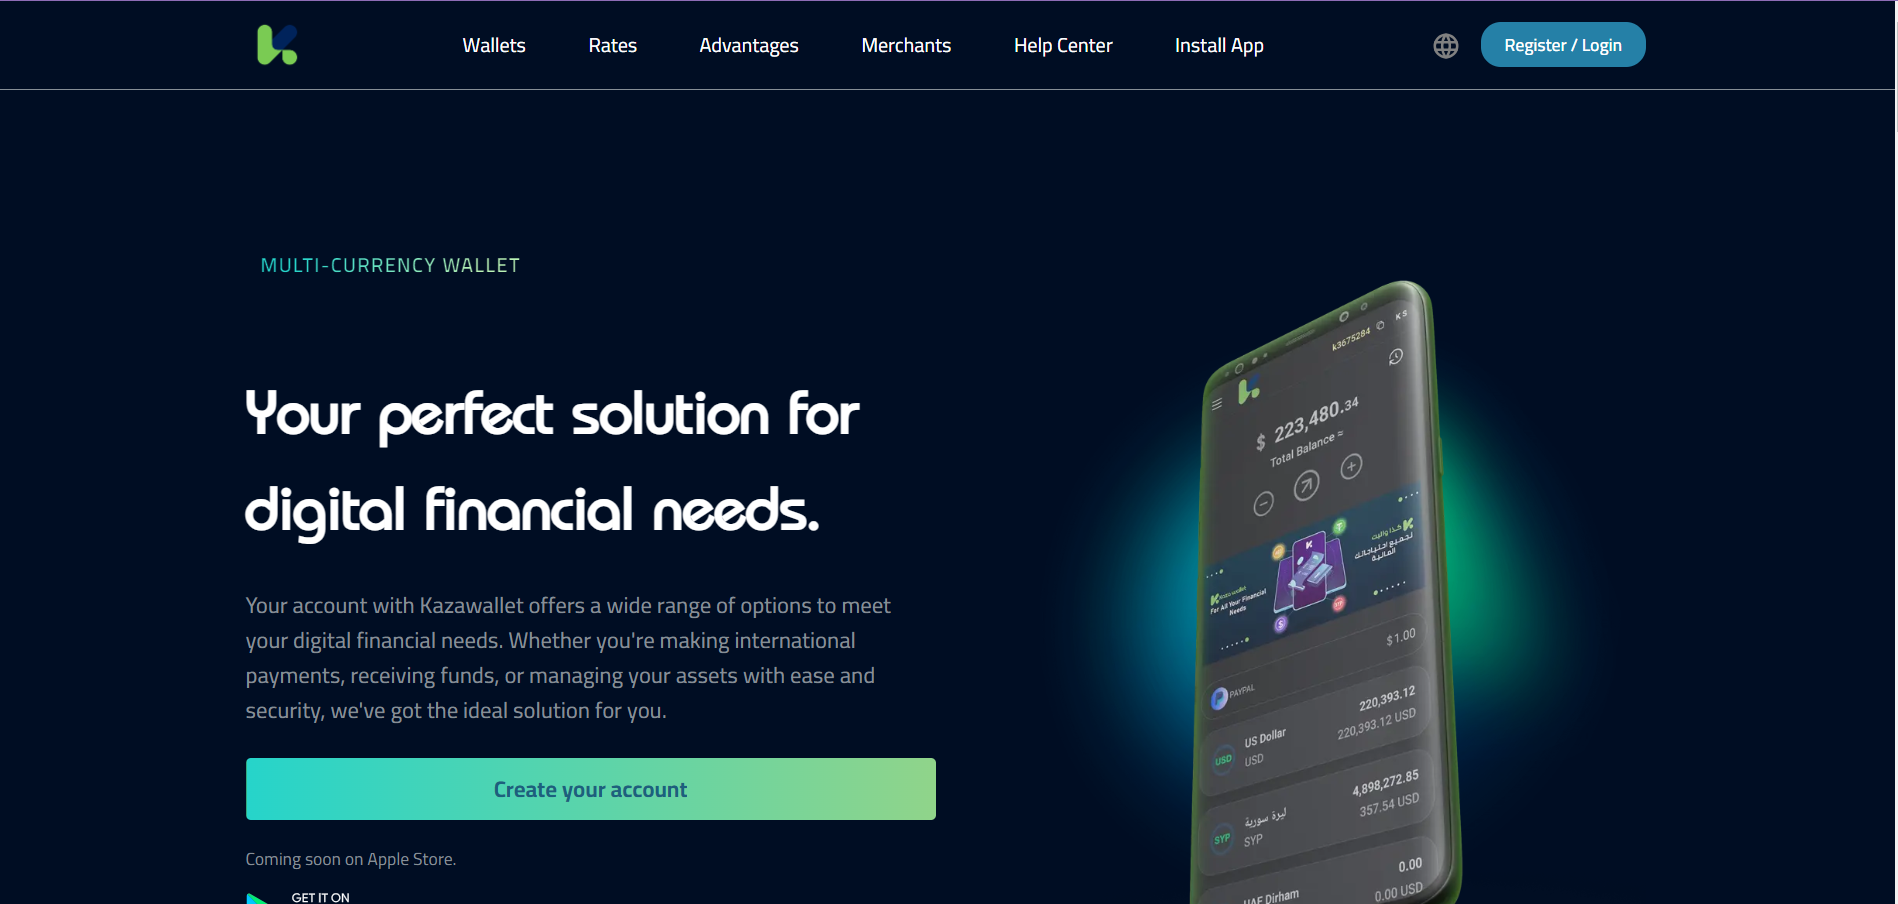 Wallets
Rates
Advantages
Merchants
Help Center
Install App
Register / Login
MULTI-CURRENCY WALLET
Your perfect solution for
digital financial needs.
Your account with Kazawallet offers a wide range of options to meet
your digital financial needs. Whether you're making international
payments, receiving funds, or managing your assets with ease and
security, we've got the ideal solution for you.
Create your account
Coming soon on Apple Store.
GET IT ON
k3675284
K S
$ 223,480.34
Total Balance ≈
كذا واليت
لجميع احتياجاتك
المالية
Kaza wallet
For All Your Financial
Needs
$1.00
PAYPAL
220,393.12
US Dollar
220,393.12 USD
USD
USD
4,898,272.85
ليرة سورية
357.54 USD
SYP
SYP
0.00
UAE Dirham
0.00 USD